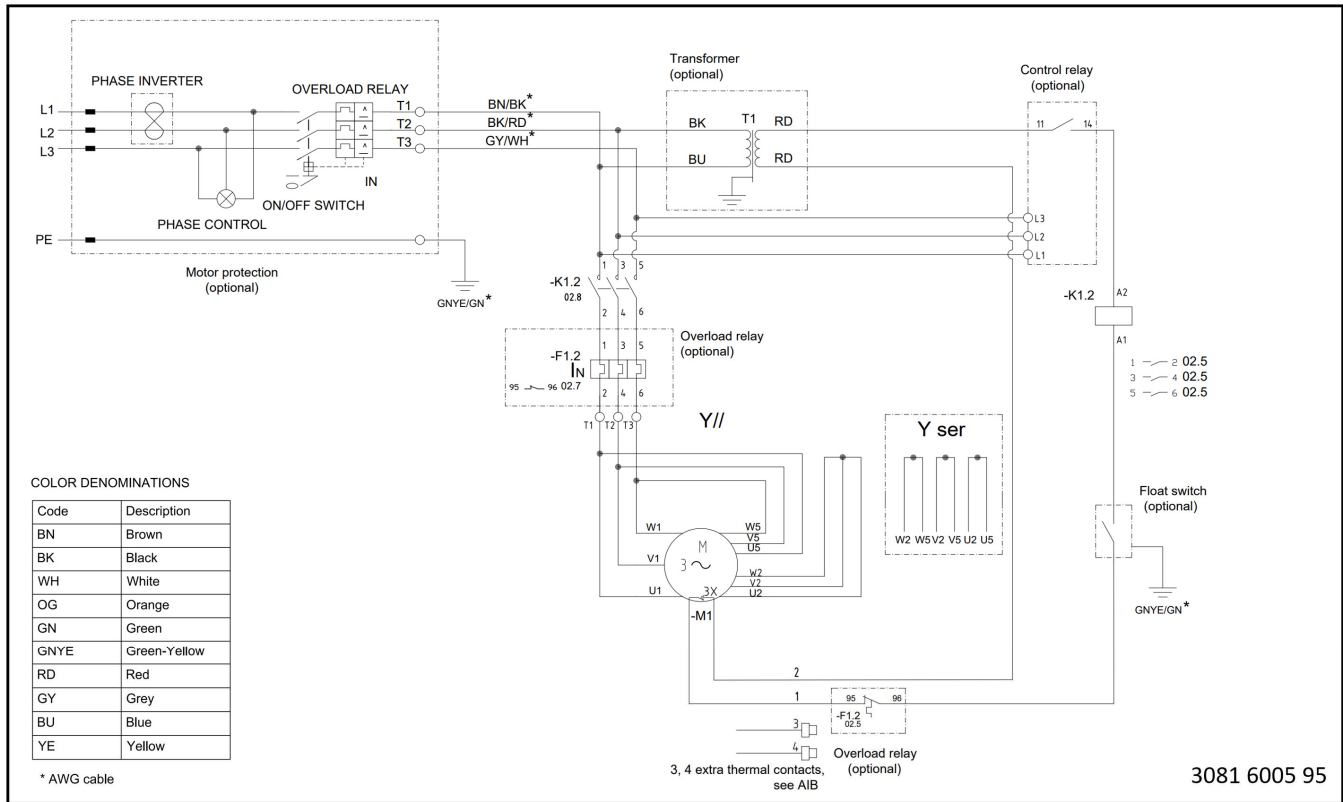 PHASE INVERTER
OVERLOAD RELAY
L1
L2
L3
T1
T2
T3
BN/BK*
BK/RD*
GY/WH*
IN
ON/OFF SWITCH
PHASE CONTROL
PE
Motor protection
(optional)
GNYE/GN*
Transformer
(optional)
BK
T1
RD
BU
RD
Control relay
(optional)
11 14
L3
L2
L1
1 3 5
-K1.2
02.8
2 4 6
Overload relay
(optional)
1 3 5
-F1.2
IN
95 96 02.7
2 4 6
T1 T2 T3
Y//
Y ser
W2 W5 V2 V5 U2 U5
-K1.2
A2
A1
1 2 02.5
3 4 02.5
5 6 02.5
Float switch
(optional)
GNYE/GN*
W1
V1
U1
M
3
3X
-M1
W5
V5
U5
W2
V2
U2
2
1
95 96
-F1.2
02.5
Overload relay
(optional)
3
4
3, 4 extra thermal contacts,
see AIB
COLOR DENOMINATIONS
Code Description
BN Brown
BK Black
WH White
OG Orange
GN Green
GNYE Green-Yellow
RD Red
GY Grey
BU Blue
YE Yellow
* AWG cable
3081 6005 95